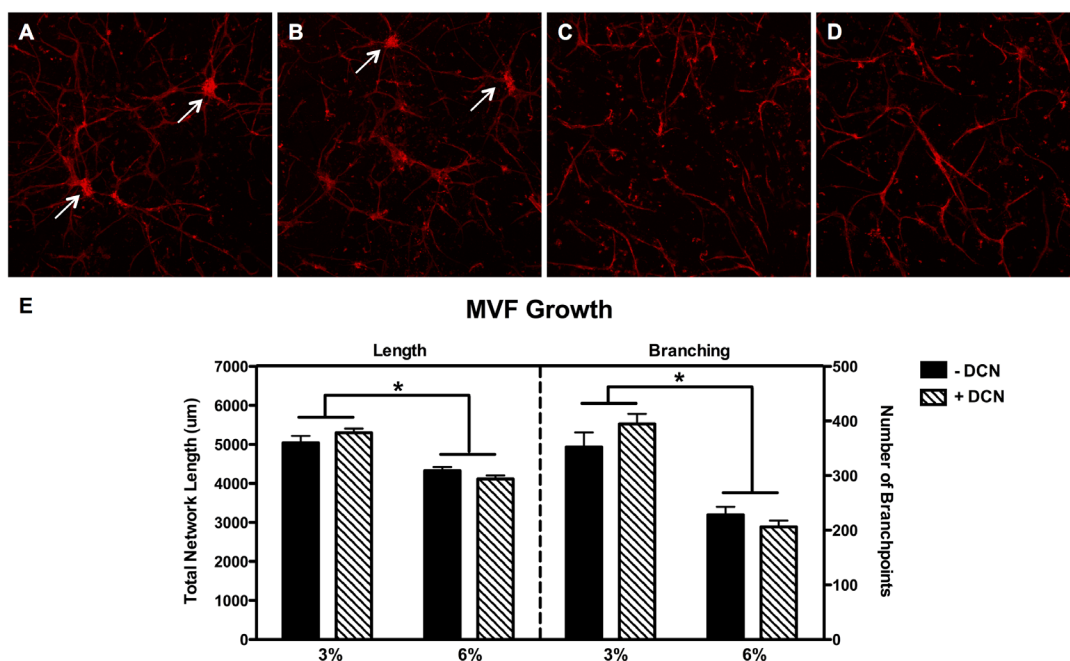 A
B
C
D
E
MVF Growth
Length
Branching
Total Network Length (um)
7000
6000
5000
4000
3000
2000
1000
0
*
*
500
400
300
200
100
0
Number of Branchpoints
- DCN
+ DCN
3%
6%
3%
6%